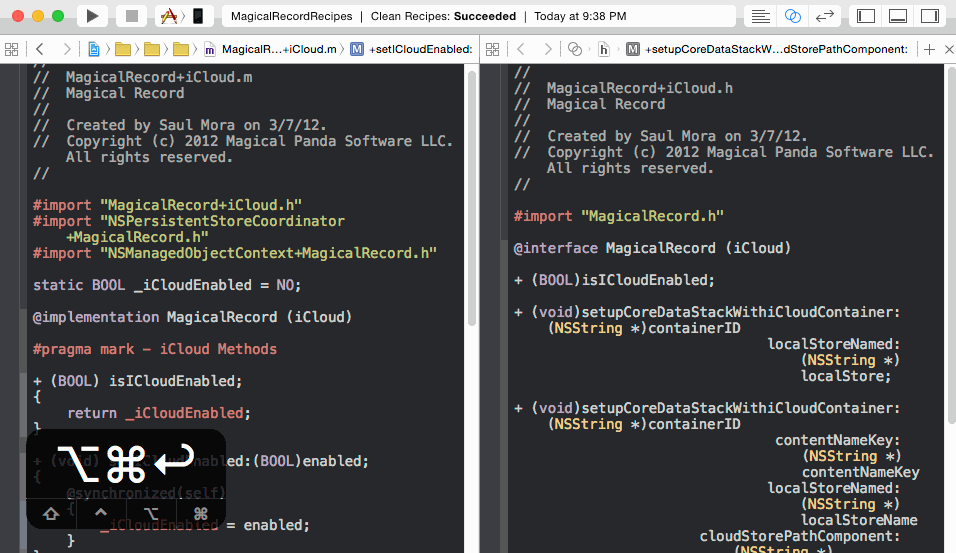 MagicalRecordRecipes | Clean Recipes: Succeeded | Today at 9:38 PM
MagicalR...+iCloud.m
M +setICloudEnabled:
//
// MagicalRecord+iCloud.m
// Magical Record
//
// Created by Saul Mora on 3/7/12.
// Copyright (c) 2012 Magical Panda Software LLC.
All rights reserved.
//
#import "MagicalRecord+iCloud.h"
#import "NSPersistentStoreCoordinator
+MagicalRecord.h"
#import "NSManagedObjectContext+MagicalRecord.h"
static BOOL _iCloudEnabled = NO;
@implementation MagicalRecord (iCloud)
#pragma mark – iCloud Methods
+ (BOOL) isICloudEnabled;
{
return _iCloudEnabled;
}
+ (void) setICloudEnabled:(BOOL)enabled;
{
@synchronized(self)
{
_iCloudEnabled = enabled;
}
⌥⌘↩
⇧ ⌃ ⌥ ⌘
h M +setupCoreDataStackW...dStorePathComponent:
//
// MagicalRecord+iCloud.h
// Magical Record
//
// Created by Saul Mora on 3/7/12.
// Copyright (c) 2012 Magical Panda Software LLC.
All rights reserved.
//
#import "MagicalRecord.h"
@interface MagicalRecord (iCloud)
+ (BOOL)isICloudEnabled;
+ (void)setupCoreDataStackWithiCloudContainer:
(NSString *)containerID
localStoreNamed:
(NSString *)
localStore;
+ (void)setupCoreDataStackWithiCloudContainer:
(NSString *)containerID
contentNameKey:
(NSString *)
contentNameKey
localStoreNamed:
(NSString *)
localStoreName
cloudStorePathComponent:
(NSString *)